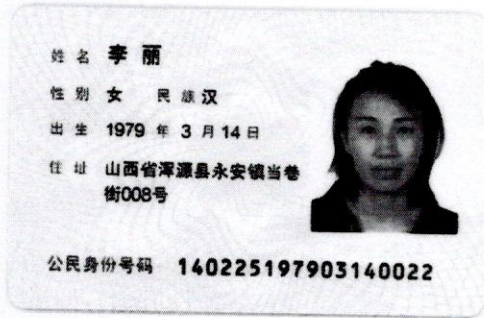 姓名 李丽
性别 女 民族 汉
出生 1979 年 3 月 14 日
住址 山西省浑源县永安镇当巷
街008号
公民身份号码 140225197903140022